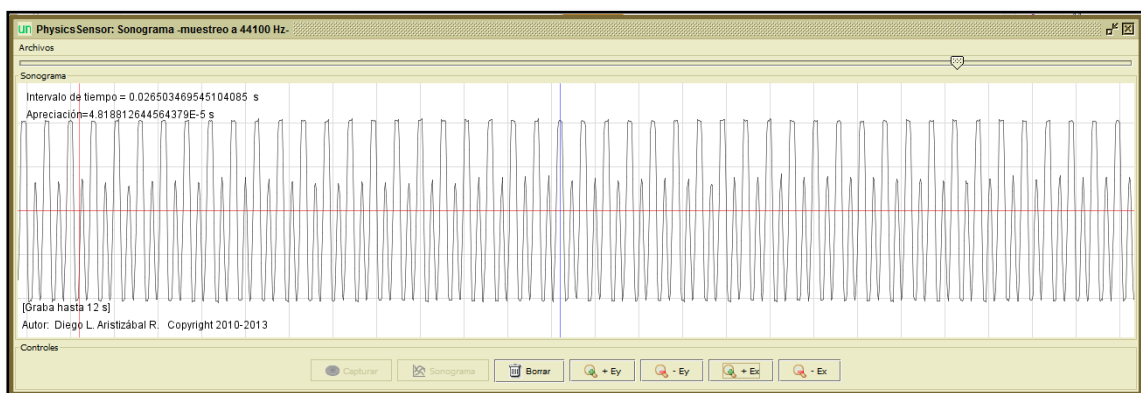 un PhysicsSensor: Sonograma -muestreo a 44100 Hz-
Archivos
Sonograma
Intervalo de tiempo = 0.026503469545104085 s
Apreciación=4.818812644564379E-5 s
[Graba hasta 12 s]
Autor: Diego L. Aristizábal R. Copyright 2010-2013
Controles
Capturar Sonograma Borrar + Ey - Ey + Ex - Ex